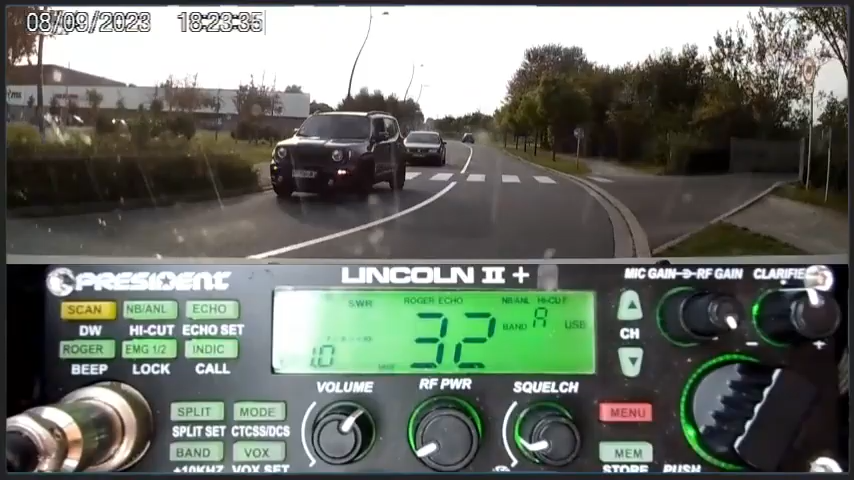 08/09/2023 18:23:35
PRESIDENT
LINCOLN II +
MIC GAIN RF GAIN CLARIFIER
SCAN NB/ANL ECHO
DW HI-CUT ECHO SET
ROGER EMG 1/2 INDIC
BEEP LOCK CALL
SWR ROGER ECHO NB/ANL HI-CUT
32 BAND A USB
1.0
CH
- +
VOLUME RF PWR SQUELCH
SPLIT MODE
SPLIT SET CTCSS/DCS
BAND VOX
+10KHZ VOX SET
MENU
MEM
STORE PUSH